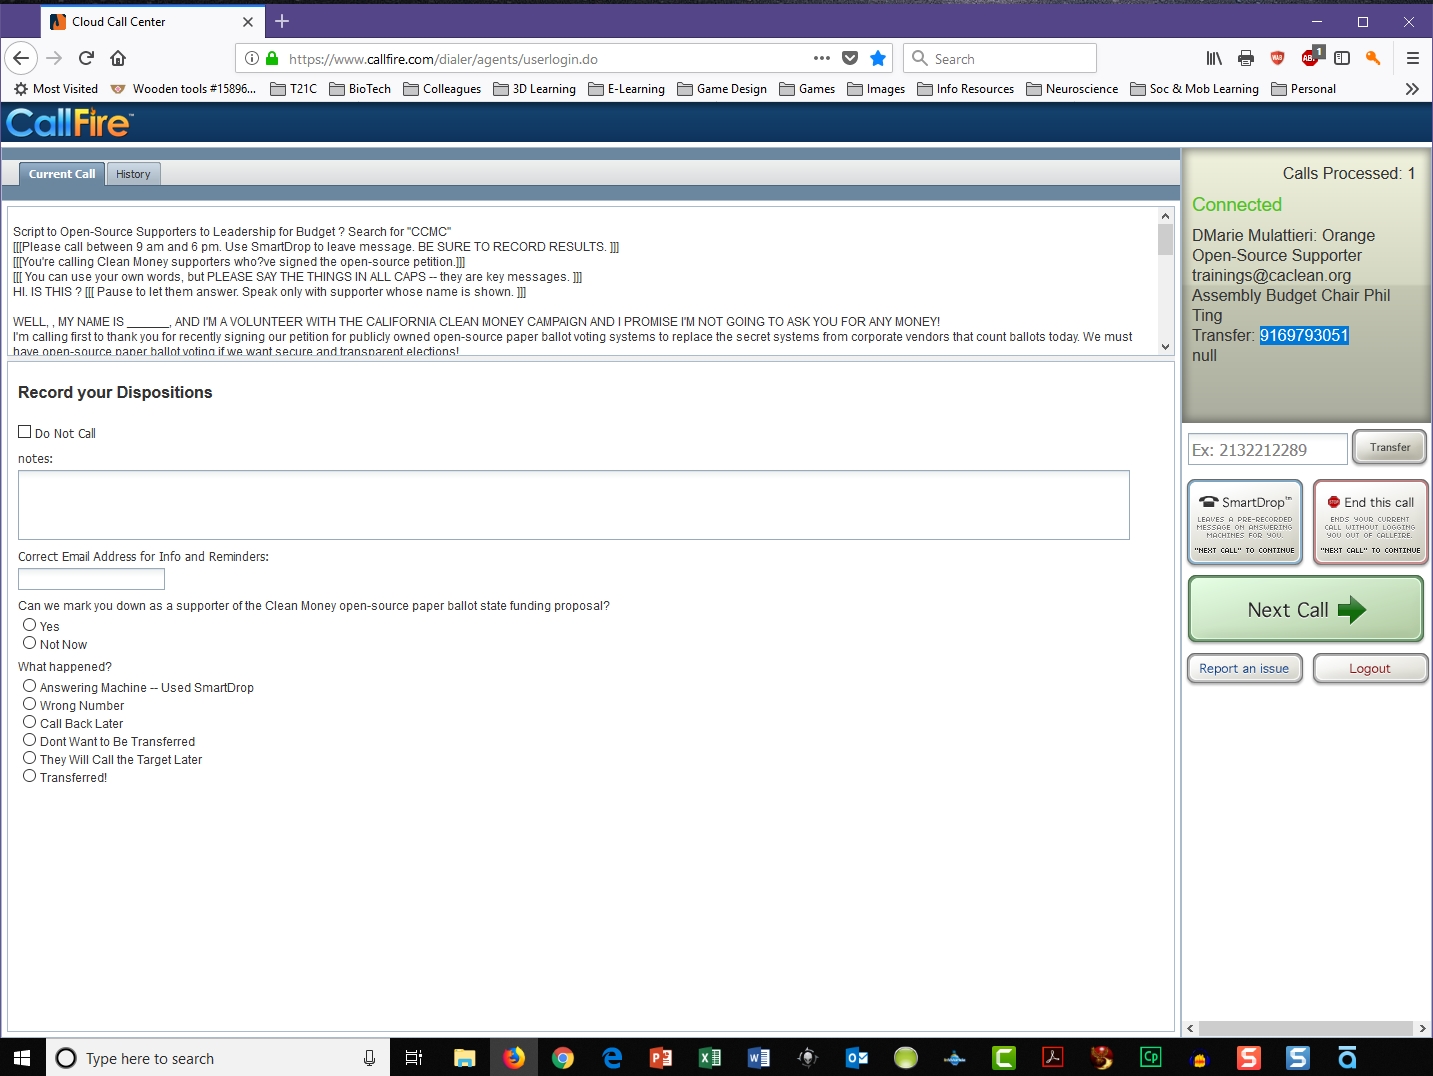 Cloud Call Center
https://www.callfire.com/dialer/agents/userlogin.do
Search
1
Most Visited
Wooden tools #15896...
T21C
BioTech
Colleagues
3D Learning
E-Learning
Game Design
Games
Images
Info Resources
Neuroscience
Soc & Mob Learning
Personal
CallFire™
Current Call
History
Script to Open-Source Supporters to Leadership for Budget ? Search for "CCMC"
[[[Please call between 9 am and 6 pm. Use SmartDrop to leave message. BE SURE TO RECORD RESULTS. ]]]
[[[You're calling Clean Money supporters who?ve signed the open-source petition.]]]
[[[ You can use your own words, but PLEASE SAY THE THINGS IN ALL CAPS -- they are key messages. ]]]
HI. IS THIS ? [[[ Pause to let them answer. Speak only with supporter whose name is shown. ]]]
WELL, , MY NAME IS ______, AND I'M A VOLUNTEER WITH THE CALIFORNIA CLEAN MONEY CAMPAIGN AND I PROMISE I'M NOT GOING TO ASK YOU FOR ANY MONEY!
I'm calling first to thank you for recently signing our petition for publicly owned open-source paper ballot voting systems to replace the secret systems from corporate vendors that count ballots today. We must
have open-source paper ballot voting if we want secure and transparent elections!
Record your Dispositions
Do Not Call
notes:
Correct Email Address for Info and Reminders:
Can we mark you down as a supporter of the Clean Money open-source paper ballot state funding proposal?
Yes
Not Now
What happened?
Answering Machine -- Used SmartDrop
Wrong Number
Call Back Later
Dont Want to Be Transferred
They Will Call the Target Later
Transferred!
Calls Processed: 1
Connected
DMarie Mulattieri: Orange
Open-Source Supporter
trainings@caclean.org
Assembly Budget Chair Phil
Ting
Transfer: 9169793051
null
Ex: 2132212289
Transfer
SmartDrop™
LEAVES A PRE-RECORDED
MESSAGE ON ANSWERING
MACHINES FOR YOU.
"NEXT CALL" TO CONTINUE
STOP
End this call
ENDS YOUR CURRENT
CALL WITHOUT LOGGING
YOU OUT OF CALLFIRE.
"NEXT CALL" TO CONTINUE
Next Call
Report an issue
Logout
Type here to search